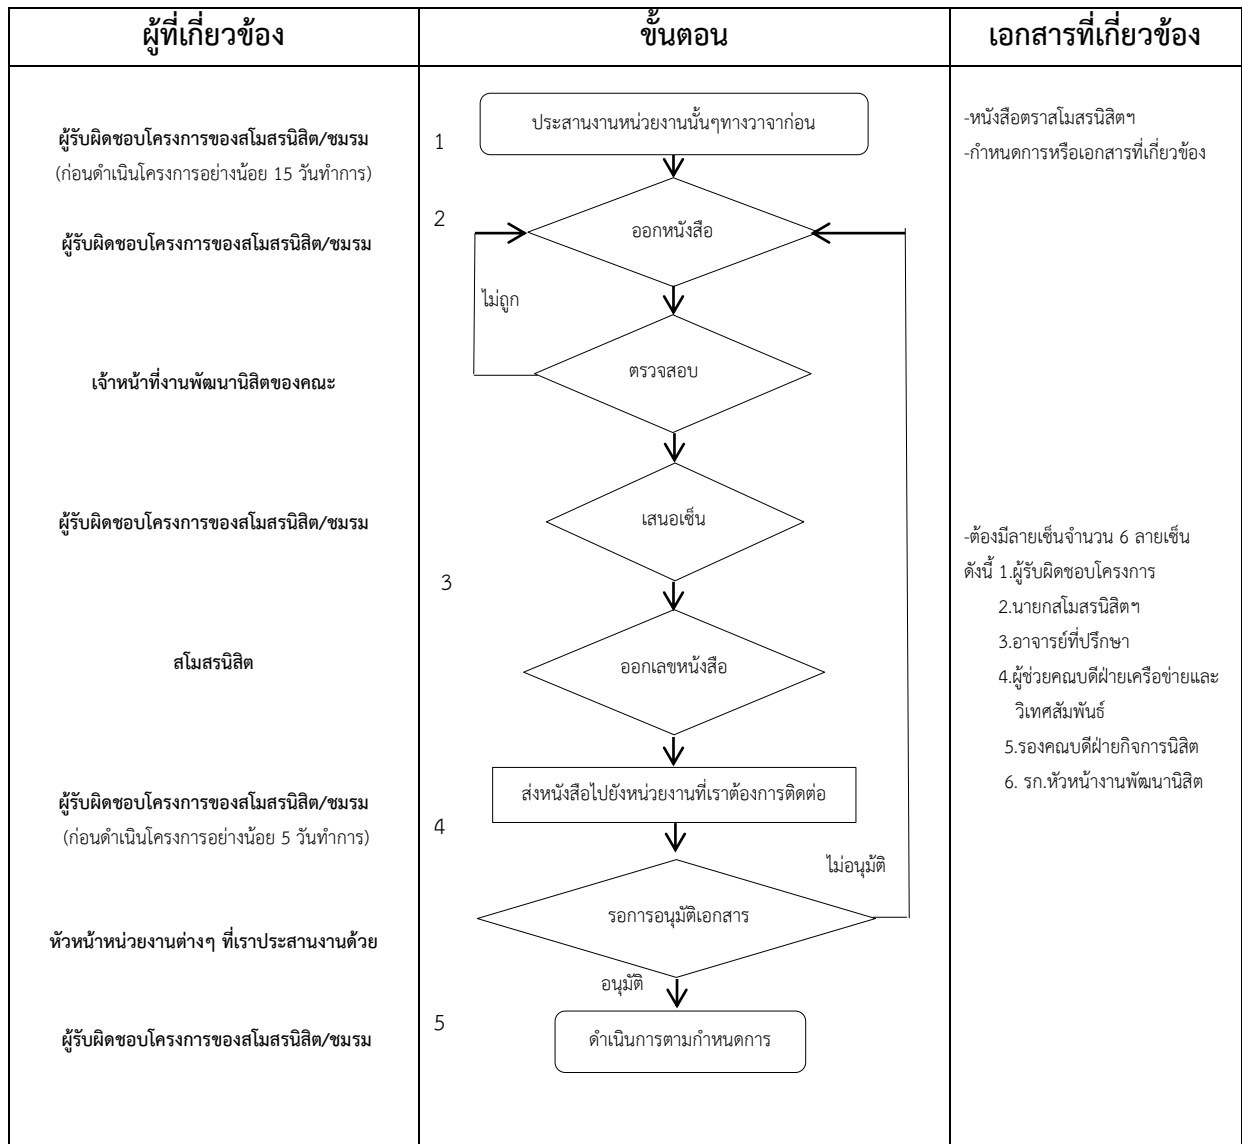 ผู้ที่เกี่ยวข้อง
ขั้นตอน
เอกสารที่เกี่ยวข้อง
ผู้รับผิดชอบโครงการของสโมสรนิสิต/ชมรม
(ก่อนดำเนินโครงการอย่างน้อย 15 วันทำการ)
1
ประสานงานหน่วยงานนั้นๆทางวาจาก่อน
-หนังสือตราสโมสรนิสิตฯ
-กำหนดการหรือเอกสารที่เกี่ยวข้อง
ผู้รับผิดชอบโครงการของสโมสรนิสิต/ชมรม
2
ออกหนังสือ
ไม่ถูก
เจ้าหน้าที่งานพัฒนานิสิตของคณะ
ตรวจสอบ
ผู้รับผิดชอบโครงการของสโมสรนิสิต/ชมรม
เสนอเซ็น
3
-ต้องมีลายเซ็นจำนวน 6 ลายเซ็น
ดังนี้ 1.ผู้รับผิดชอบโครงการ
2.นายกสโมสรนิสิตฯ
3.อาจารย์ที่ปรึกษา
4.ผู้ช่วยคณบดีฝ่ายเครือข่ายและ
วิเทศสัมพันธ์
5.รองคณบดีฝ่ายกิจการนิสิต
6. รก.หัวหน้างานพัฒนานิสิต
สโมสรนิสิต
ออกเลขหนังสือ
ผู้รับผิดชอบโครงการของสโมสรนิสิต/ชมรม
(ก่อนดำเนินโครงการอย่างน้อย 5 วันทำการ)
ส่งหนังสือไปยังหน่วยงานที่เราต้องการติดต่อ
4
ไม่อนุมัติ
หัวหน้าหน่วยงานต่างๆ ที่เราประสานงานด้วย
รอการอนุมัติเอกสาร
อนุมัติ
ผู้รับผิดชอบโครงการของสโมสรนิสิต/ชมรม
5
ดำเนินการตามกำหนดการ